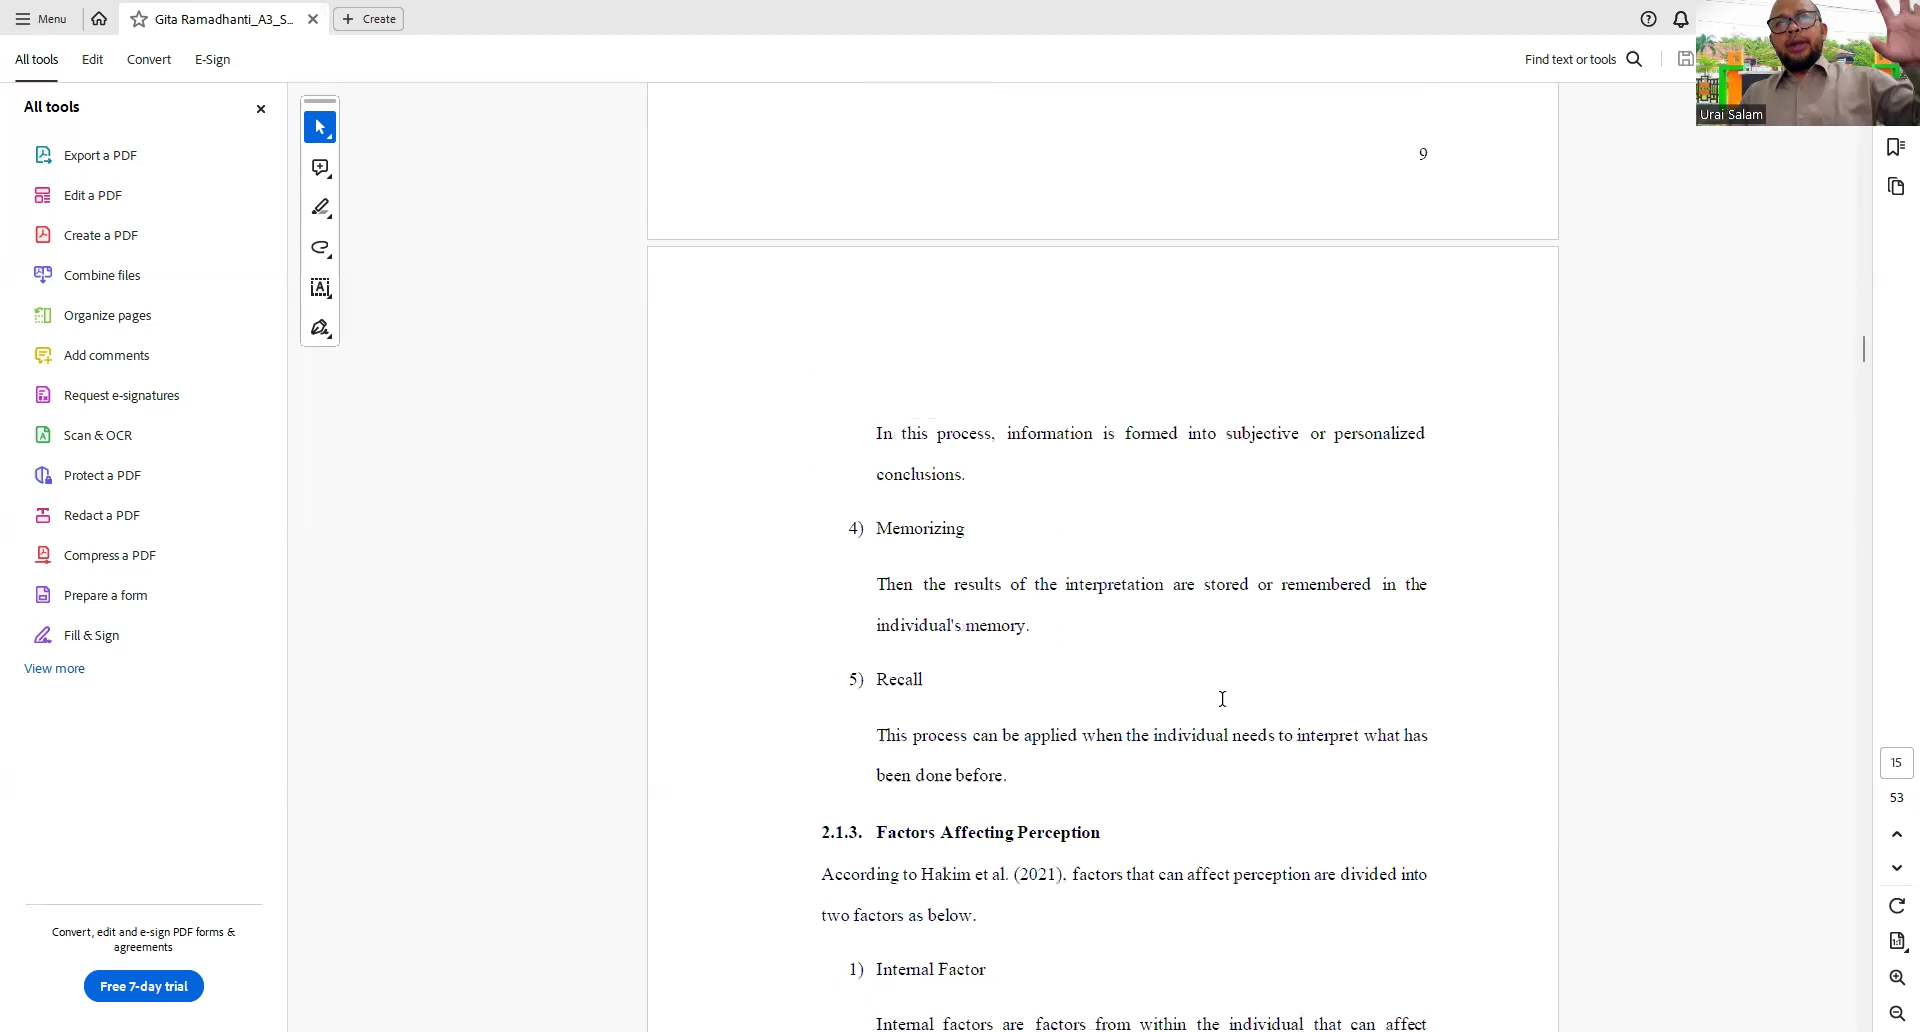 Menu
Gita Ramadhanti_A3_S...
Create
All tools
Edit
Convert
E-Sign
Find text or tools
Urai Salam
All tools
Export a PDF
Edit a PDF
Create a PDF
Combine files
Organize pages
Add comments
Request e-signatures
Scan & OCR
Protect a PDF
Redact a PDF
Compress a PDF
Prepare a form
Fill & Sign
View more
Convert, edit and e-sign PDF forms &
agreements
Free 7-day trial
9
In this process, information is formed into subjective or personalized
conclusions.
4) Memorizing
Then the results of the interpretation are stored or remembered in the
individual's memory.
5) Recall
This process can be applied when the individual needs to interpret what has
been done before.
2.1.3. Factors Affecting Perception
According to Hakim et al. (2021), factors that can affect perception are divided into
two factors as below.
1) Internal Factor
Internal factors are factors from within the individual that can affect
15
53